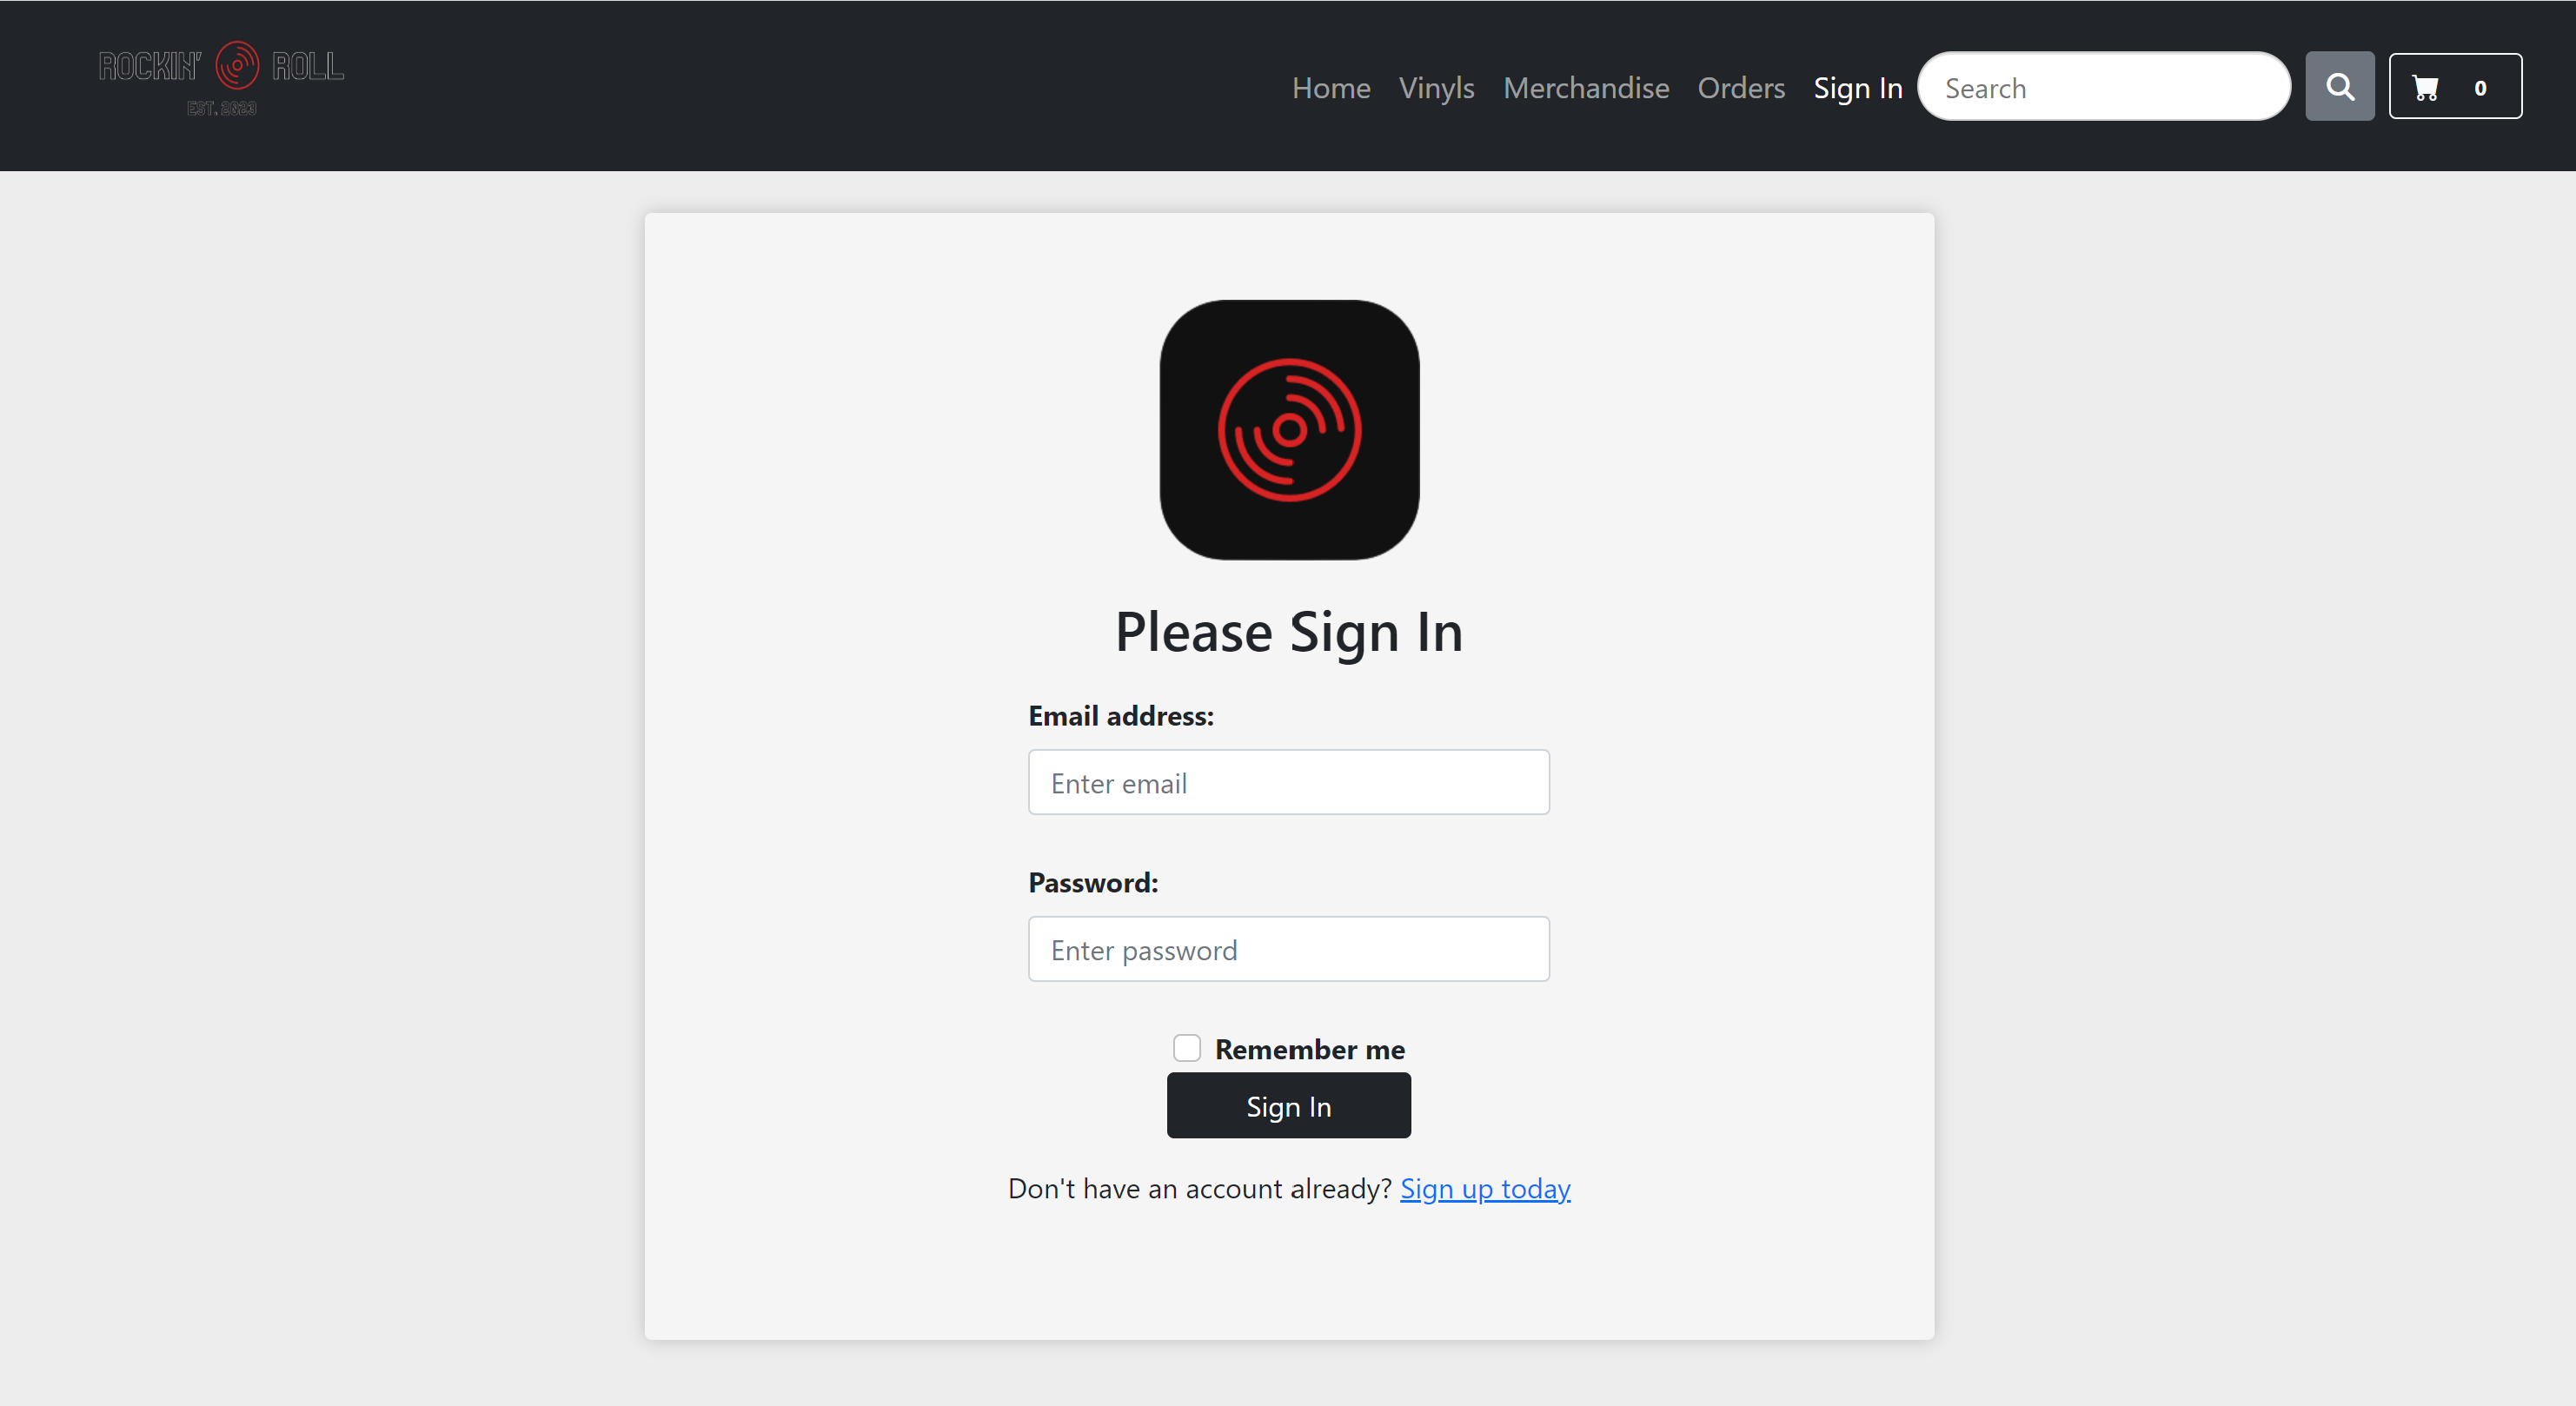 ROCKIN' ROLL
EST. 2023
Home Vinyls Merchandise Orders Sign In Search 0
Please Sign In
Email address:
Enter email
Password:
Enter password
Remember me
Sign In
Don't have an account already? Sign up today